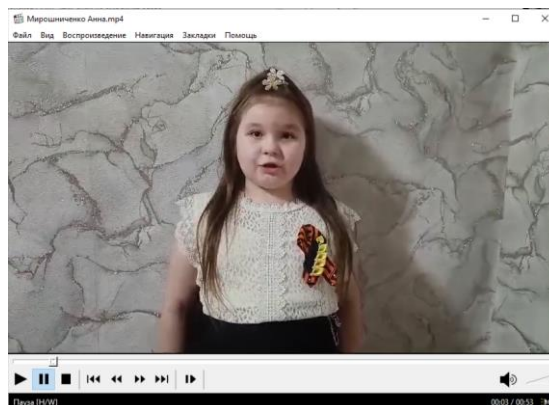 Мирошниченко Анна.mp4
Файл Вид Воспроизведение Навигация Закладки Помощь
Пауза [H/W] 00:03 / 00:53